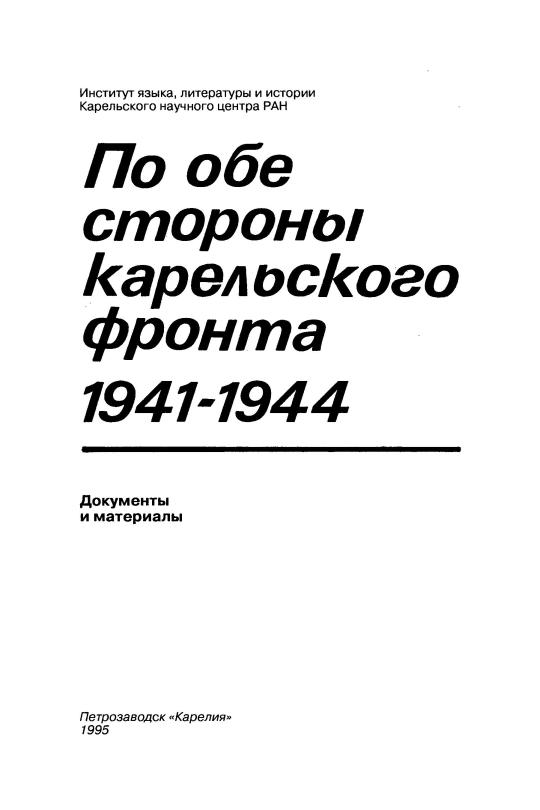 Институт языка, литературы и истории
Карельского научного центра РАН
По обе
стороны
карельского
фронта
1941-1944
Документы
и материалы
Петрозаводск «Карелия»
1995